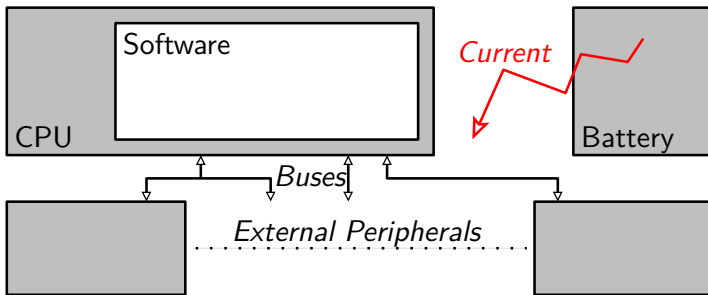 Software
Current
CPU
Battery
Buses
External Peripherals